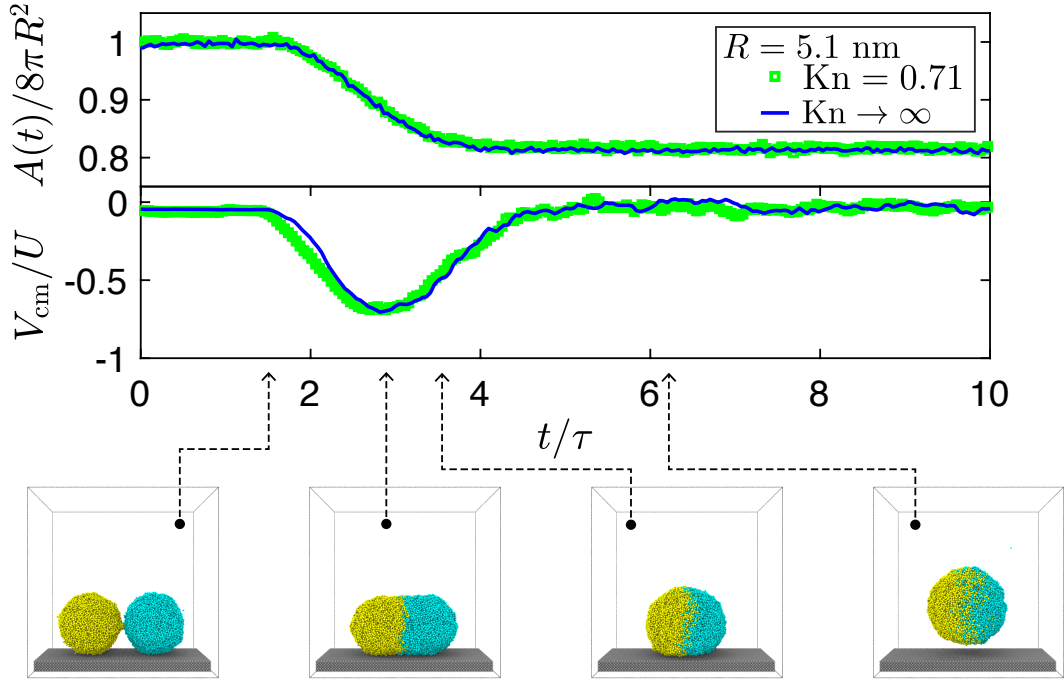 A(t)/8πR²
1
0.9
0.8
R = 5.1 nm
Kn = 0.71
Kn → ∞
V_cm/U
0
-0.5
-1
0 2 4 6 8 10
t/τ